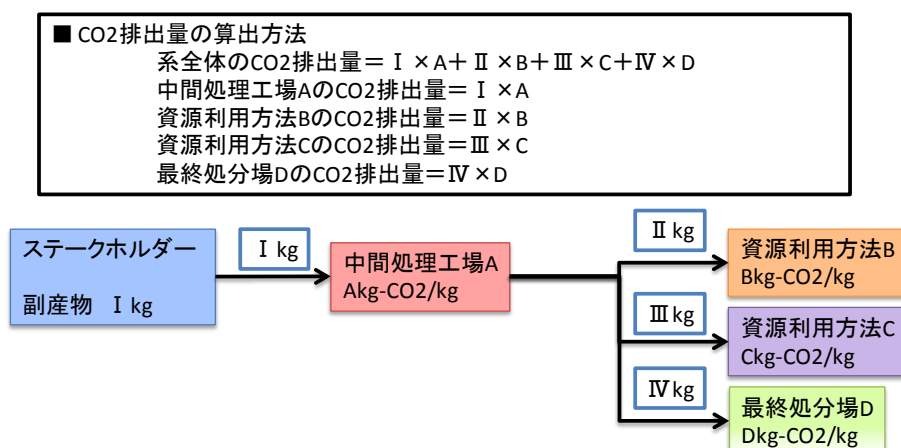 ■ CO2排出量の算出方法
系全体のCO2排出量＝Ⅰ×A＋Ⅱ×B＋Ⅲ×C＋Ⅳ×D
中間処理工場AのCO2排出量＝Ⅰ×A
資源利用方法BのCO2排出量＝Ⅱ×B
資源利用方法CのCO2排出量＝Ⅲ×C
最終処分場DのCO2排出量＝Ⅳ×D
ステークホルダー
副産物　Ⅰkg
Ⅰkg
中間処理工場A
Akg-CO2/kg
Ⅱkg
資源利用方法B
Bkg-CO2/kg
Ⅲkg
資源利用方法C
Ckg-CO2/kg
Ⅳkg
最終処分場D
Dkg-CO2/kg